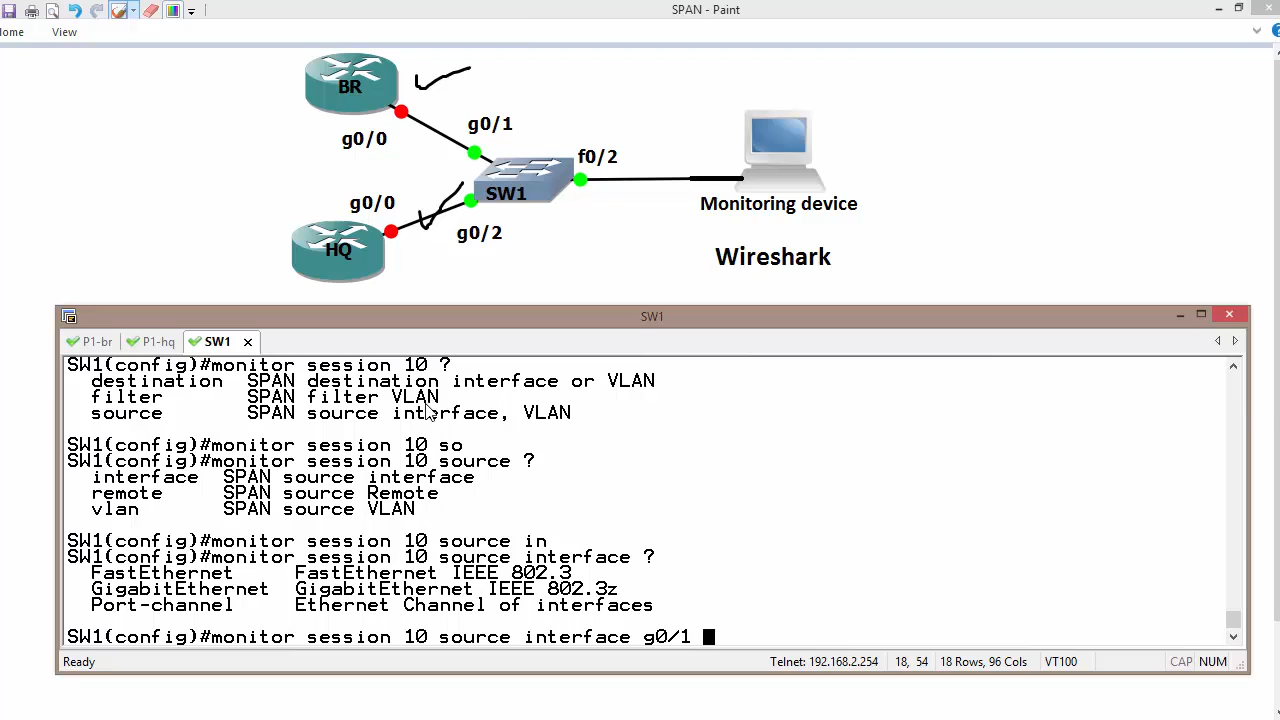 SPAN - Paint
ome View
BR
g0/1
g0/0
f0/2
SW1
g0/0
Monitoring device
g0/2
HQ
Wireshark
SW1
P1-br P1-hq SW1
SW1(config)#monitor session 10 ?
destination SPAN destination interface or VLAN
filter SPAN filter VLAN
source SPAN source interface, VLAN
SW1(config)#monitor session 10 so
SW1(config)#monitor session 10 source ?
interface SPAN source interface
remote SPAN source Remote
vlan SPAN source VLAN
SW1(config)#monitor session 10 source in
SW1(config)#monitor session 10 source interface ?
FastEthernet FastEthernet IEEE 802.3
GigabitEthernet GigabitEthernet IEEE 802.3z
Port-channel Ethernet Channel of interfaces
SW1(config)#monitor session 10 source interface g0/1
Ready Telnet: 192.168.2.254 18, 54 18 Rows, 96 Cols VT100 CAP NUM